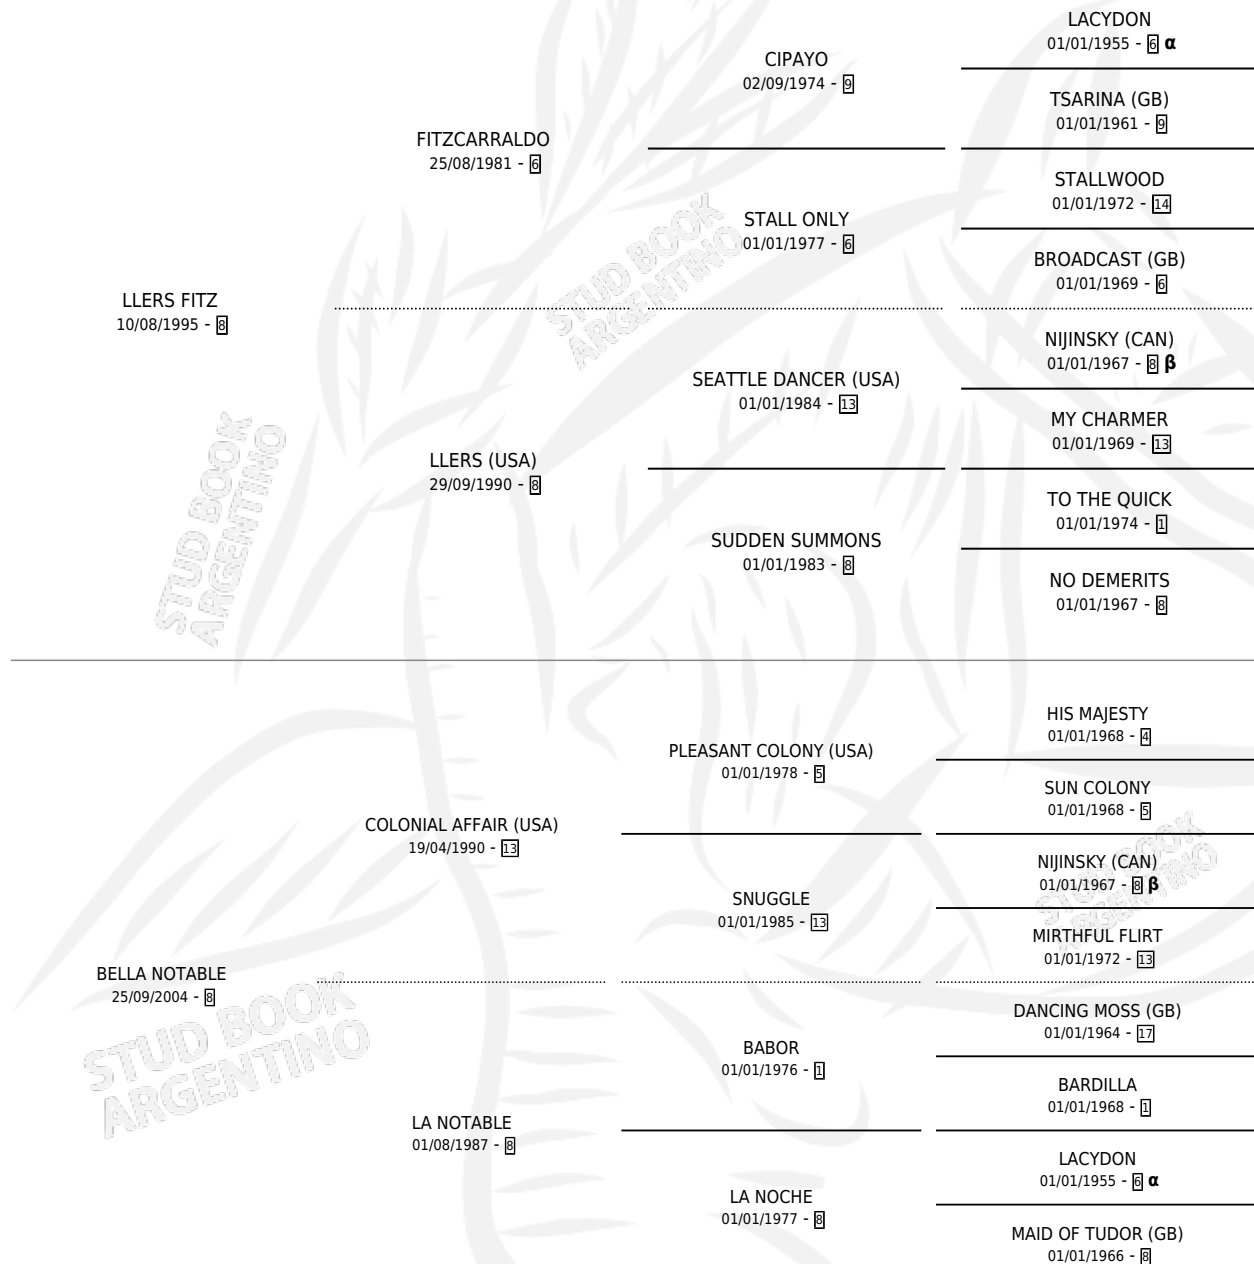 LACYDON
01/01/1955 - 6 α
CIPAYO
02/09/1974 - 9
TSARINA (GB)
01/01/1961 - 9
FITZCARRALDO
25/08/1981 - 6
STALLWOOD
01/01/1972 - 14
STALL ONLY
01/01/1977 - 6
BROADCAST (GB)
01/01/1969 - 6
LLERS FITZ
10/08/1995 - 8
NIJINSKY (CAN)
01/01/1967 - 8 β
SEATTLE DANCER (USA)
01/01/1984 - 13
MY CHARMER
01/01/1969 - 13
LLERS (USA)
29/09/1990 - 8
TO THE QUICK
01/01/1974 - 1
SUDDEN SUMMONS
01/01/1983 - 8
NO DEMERITS
01/01/1967 - 8
HIS MAJESTY
01/01/1968 - 4
PLEASANT COLONY (USA)
01/01/1978 - 5
SUN COLONY
01/01/1968 - 5
COLONIAL AFFAIR (USA)
19/04/1990 - 13
NIJINSKY (CAN)
01/01/1967 - 8 β
SNUGGLE
01/01/1985 - 13
MIRTHFUL FLIRT
01/01/1972 - 13
BELLA NOTABLE
25/09/2004 - 8
DANCING MOSS (GB)
01/01/1964 - 17
BABOR
01/01/1976 - 1
BARDILLA
01/01/1968 - 1
LA NOTABLE
01/08/1987 - 8
LACYDON
01/01/1955 - 6 α
LA NOCHE
01/01/1977 - 8
MAID OF TUDOR (GB)
01/01/1966 - 8
STUD BOOK
ARGENTINO
STUD BOOK
ARGENTINO
STUD BOOK
ARGENTINO
STUD BOOK
ARGENTINO